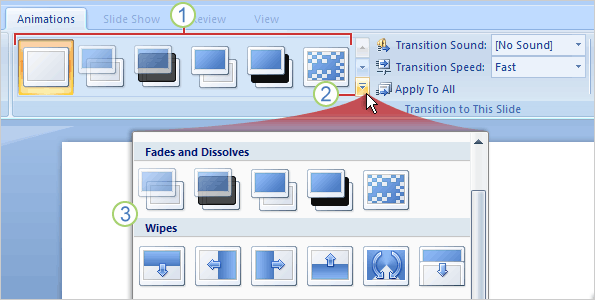 Animations Slide Show Review View
1
Transition Sound: [No Sound]
Transition Speed: Fast
2
Apply To All
Transition to This Slide
Fades and Dissolves
3
Wipes